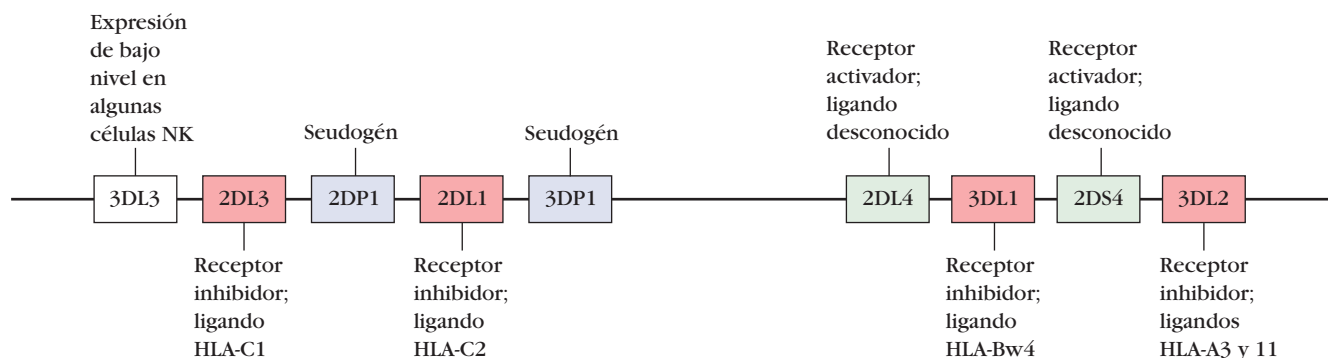 Expresión
de bajo
nivel en
algunas
células NK
Seudogén
Seudogén
Receptor
activador;
ligando
desconocido
Receptor
activador;
ligando
desconocido
3DL3
2DL3
2DP1
2DL1
3DP1
2DL4
3DL1
2DS4
3DL2
Receptor
inhibidor;
ligando
HLA-C1
Receptor
inhibidor;
ligando
HLA-C2
Receptor
inhibidor;
ligando
HLA-Bw4
Receptor
inhibidor;
ligandos
HLA-A3 y 11